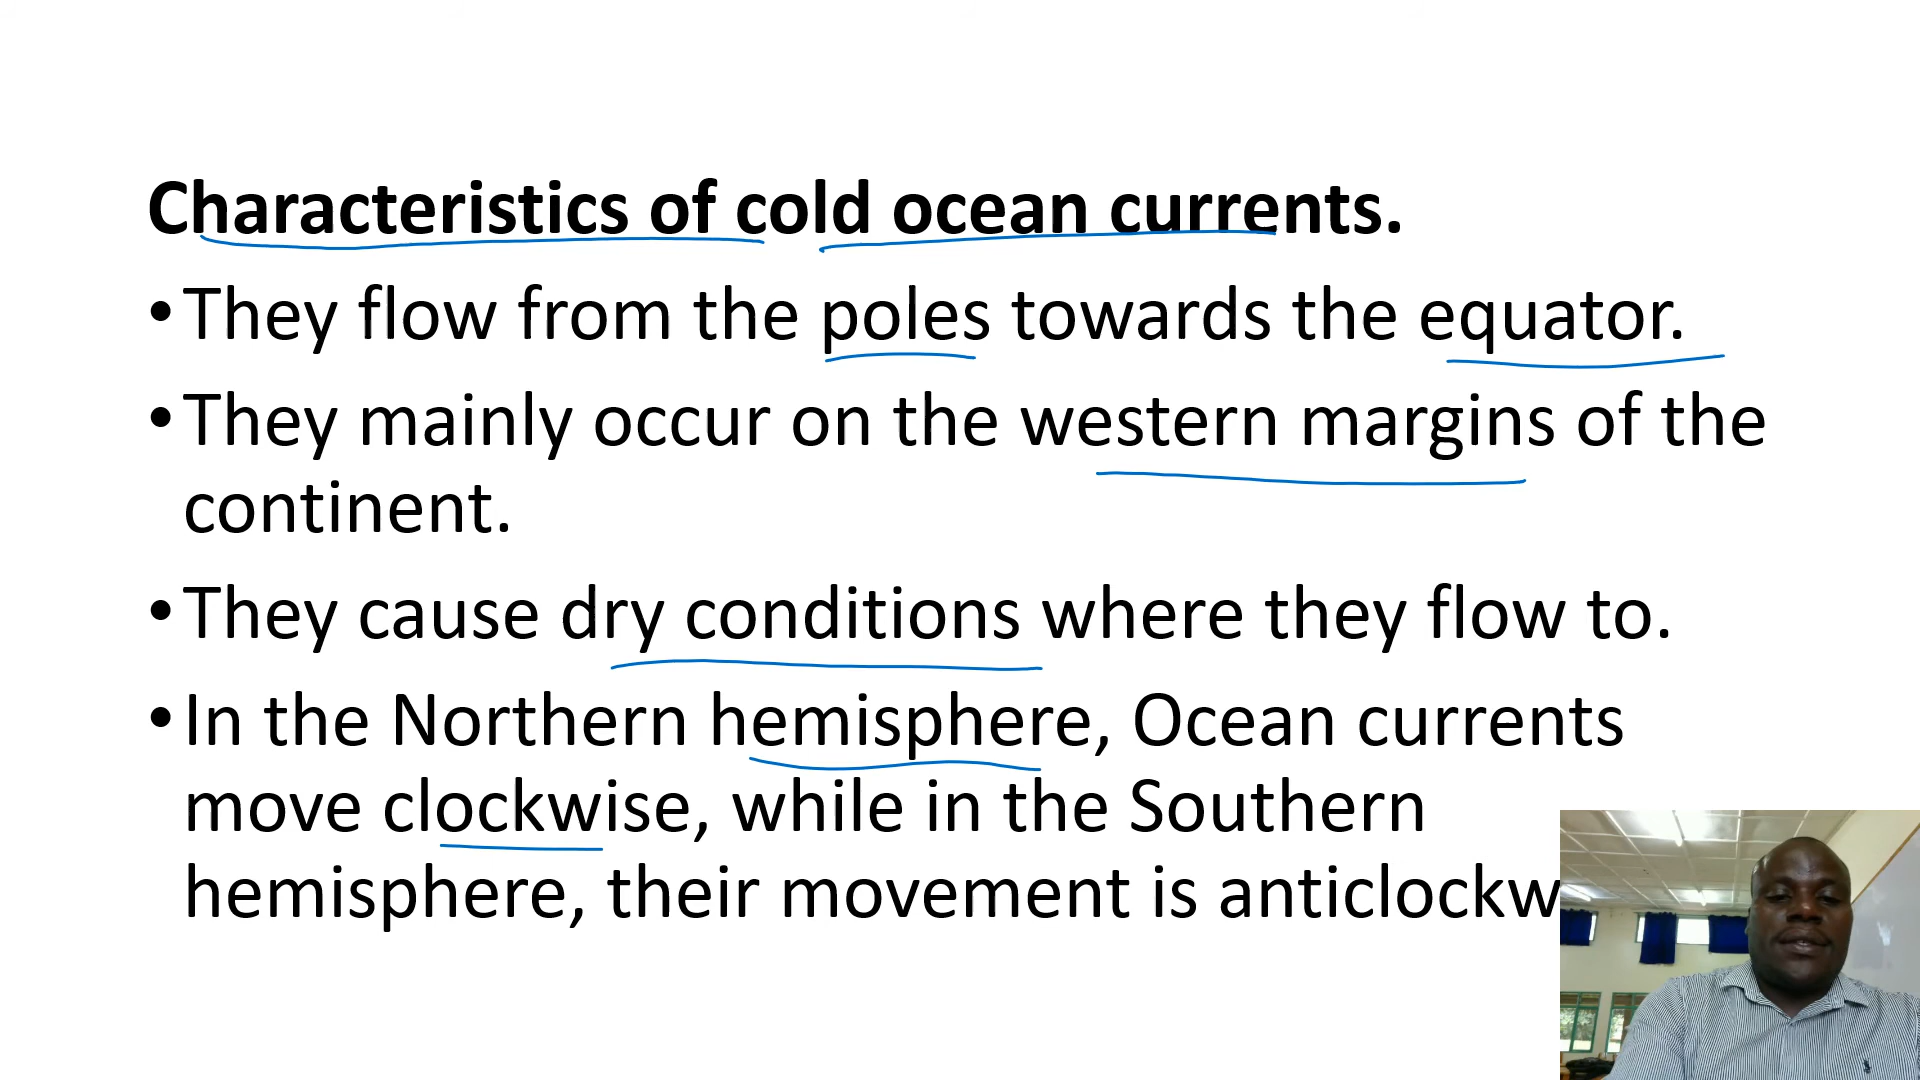 Characteristics of cold ocean currents.
• They flow from the poles towards the equator.
• They mainly occur on the western margins of the
continent.
• They cause dry conditions where they flow to.
• In the Northern hemisphere, Ocean currents
move clockwise, while in the Southern
hemisphere, their movement is anticlockw